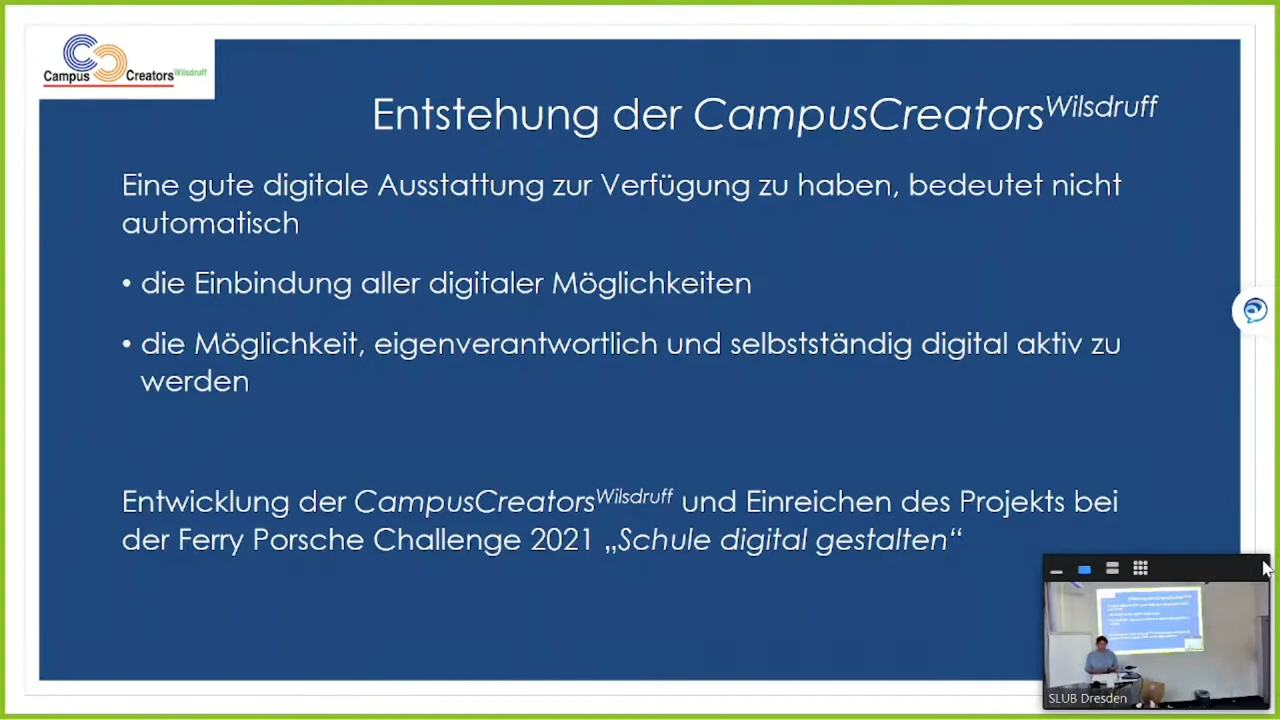 Campus CreatorsWilsdruff
Entstehung der CampusCreatorsWilsdruff
Eine gute digitale Ausstattung zur Verfügung zu haben, bedeutet nicht
automatisch
• die Einbindung aller digitaler Möglichkeiten
• die Möglichkeit, eigenverantwortlich und selbstständig digital aktiv zu
werden
Entwicklung der CampusCreatorsWilsdruff und Einreichen des Projekts bei
der Ferry Porsche Challenge 2021 „Schule digital gestalten“
SLUB Dresden